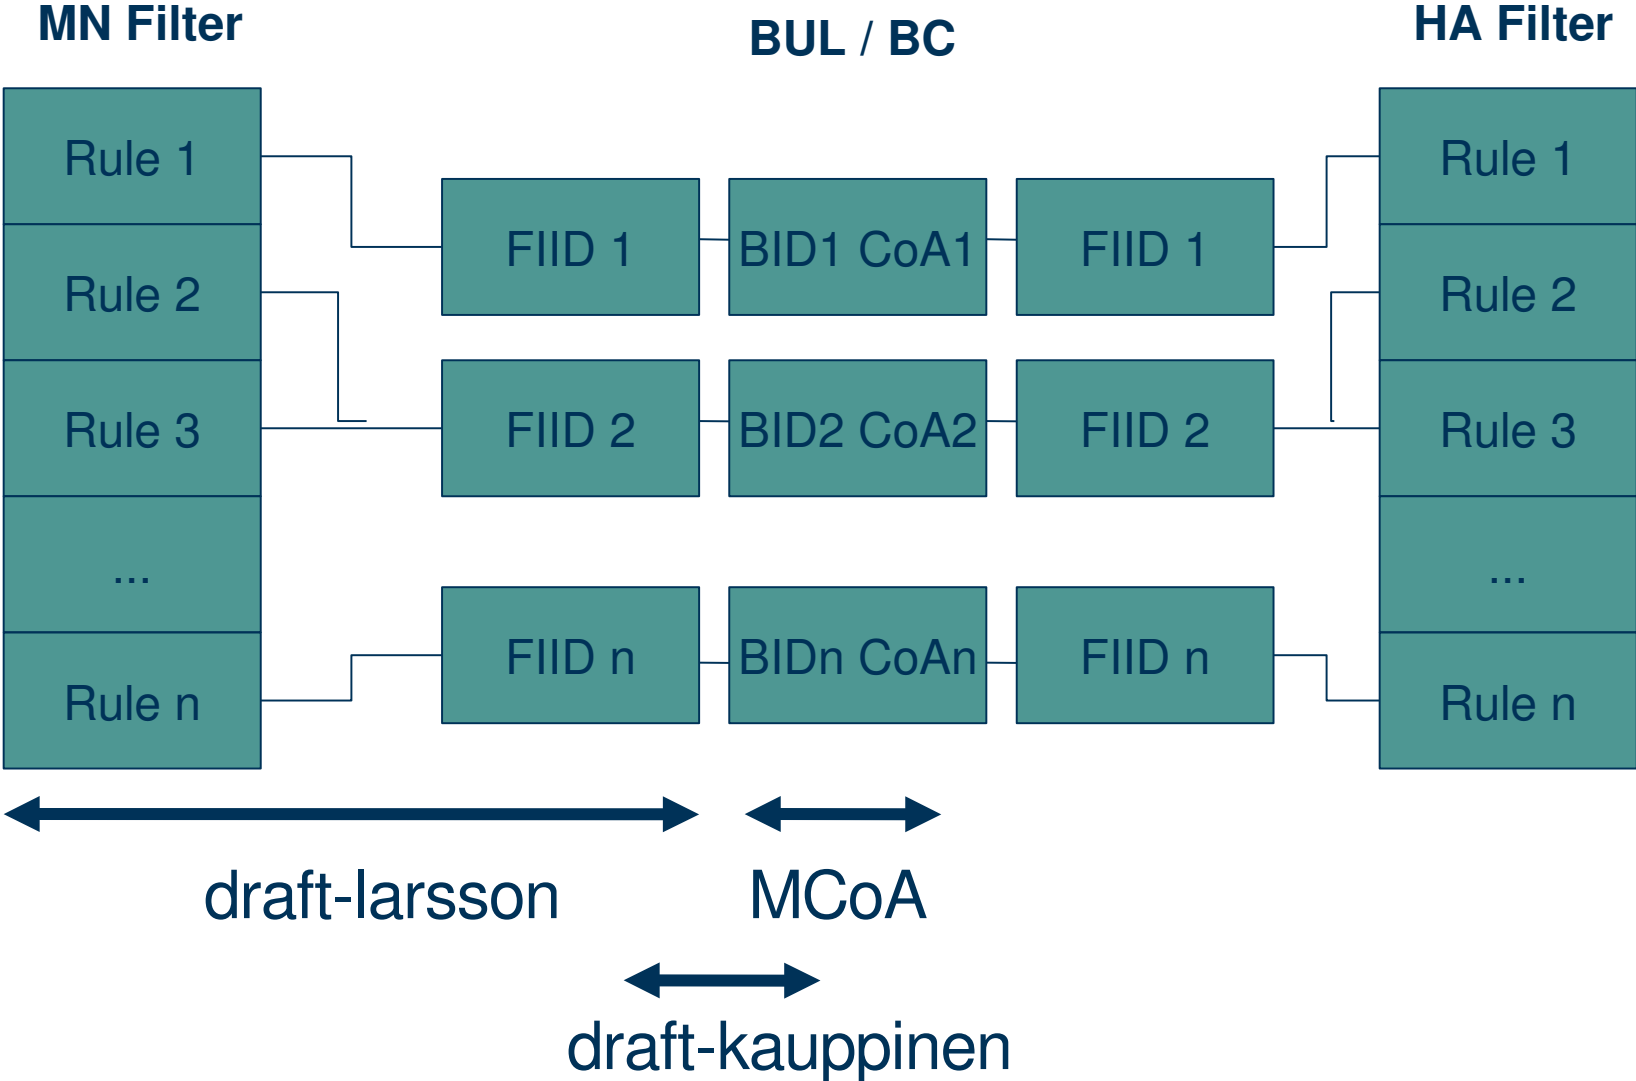 MN Filter
BUL / BC
HA Filter
Rule 1
Rule 2
Rule 3
...
Rule n
FIID 1
BID1 CoA1
FIID 1
FIID 2
BID2 CoA2
FIID 2
FIID n
BIDn CoAn
FIID n
Rule 1
Rule 2
Rule 3
...
Rule n
draft-larsson
MCoA
draft-kauppinen